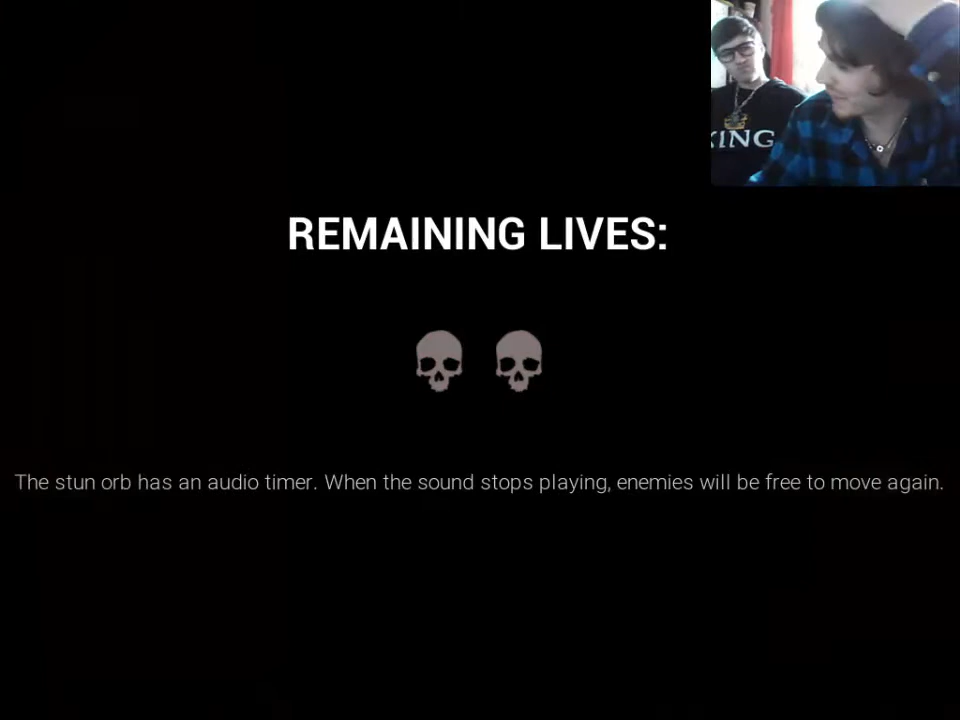 KING
REMAINING LIVES:
The stun orb has an audio timer. When the sound stops playing, enemies will be free to move again.